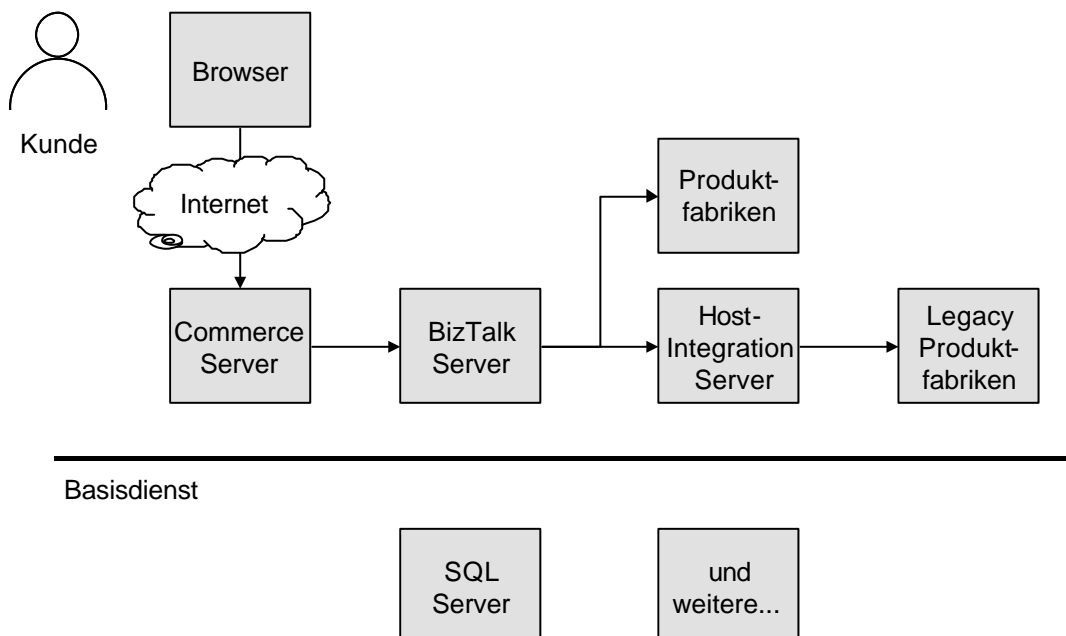 Browser
Kunde
Internet
Produkt-
fabriken
Commerce
Server
BizTalk
Server
Host-
Integration
Server
Legacy
Produkt-
fabriken
Basisdienst
SQL
Server
und
weitere...